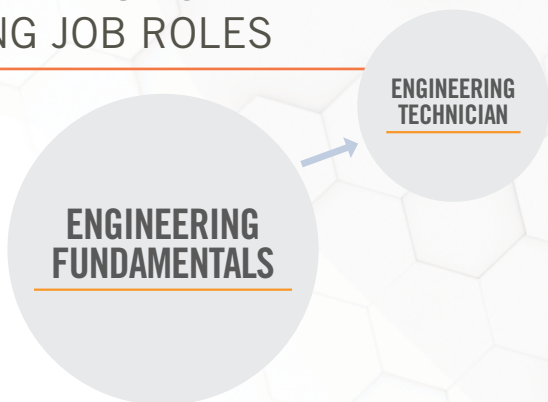 NG JOB ROLES
ENGINEERING
TECHNICIAN
ENGINEERING
FUNDAMENTALS